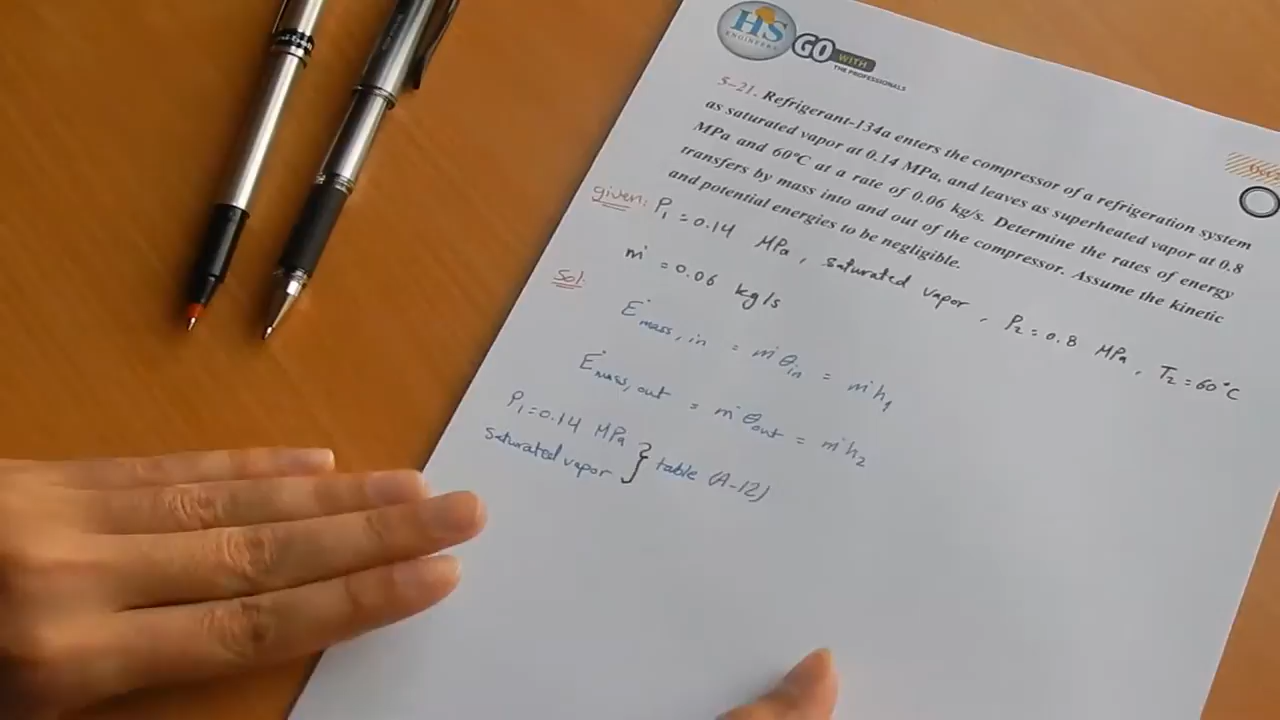 HS
ENGINEERS
GO
WITH
THE PROFESSIONALS
5-21. Refrigerant-134a enters the compressor of a refrigeration system
as saturated vapor at 0.14 MPa, and leaves as superheated vapor at 0.8
MPa and 60°C at a rate of 0.06 kg/s. Determine the rates of energy
transfers by mass into and out of the compressor. Assume the kinetic
and potential energies to be negligible.
given: P₁ = 0.14 MPa, saturated vapor, P₂ = 0.8 MPa, T₂ = 60°C
ṁ = 0.06 kg/s
Sol.
Ė mass, in = ṁ θin = ṁ h₁
Ė mass, out = ṁ θout = ṁ h₂
P₁ = 0.14 MPa
saturated vapor } table (A-12)